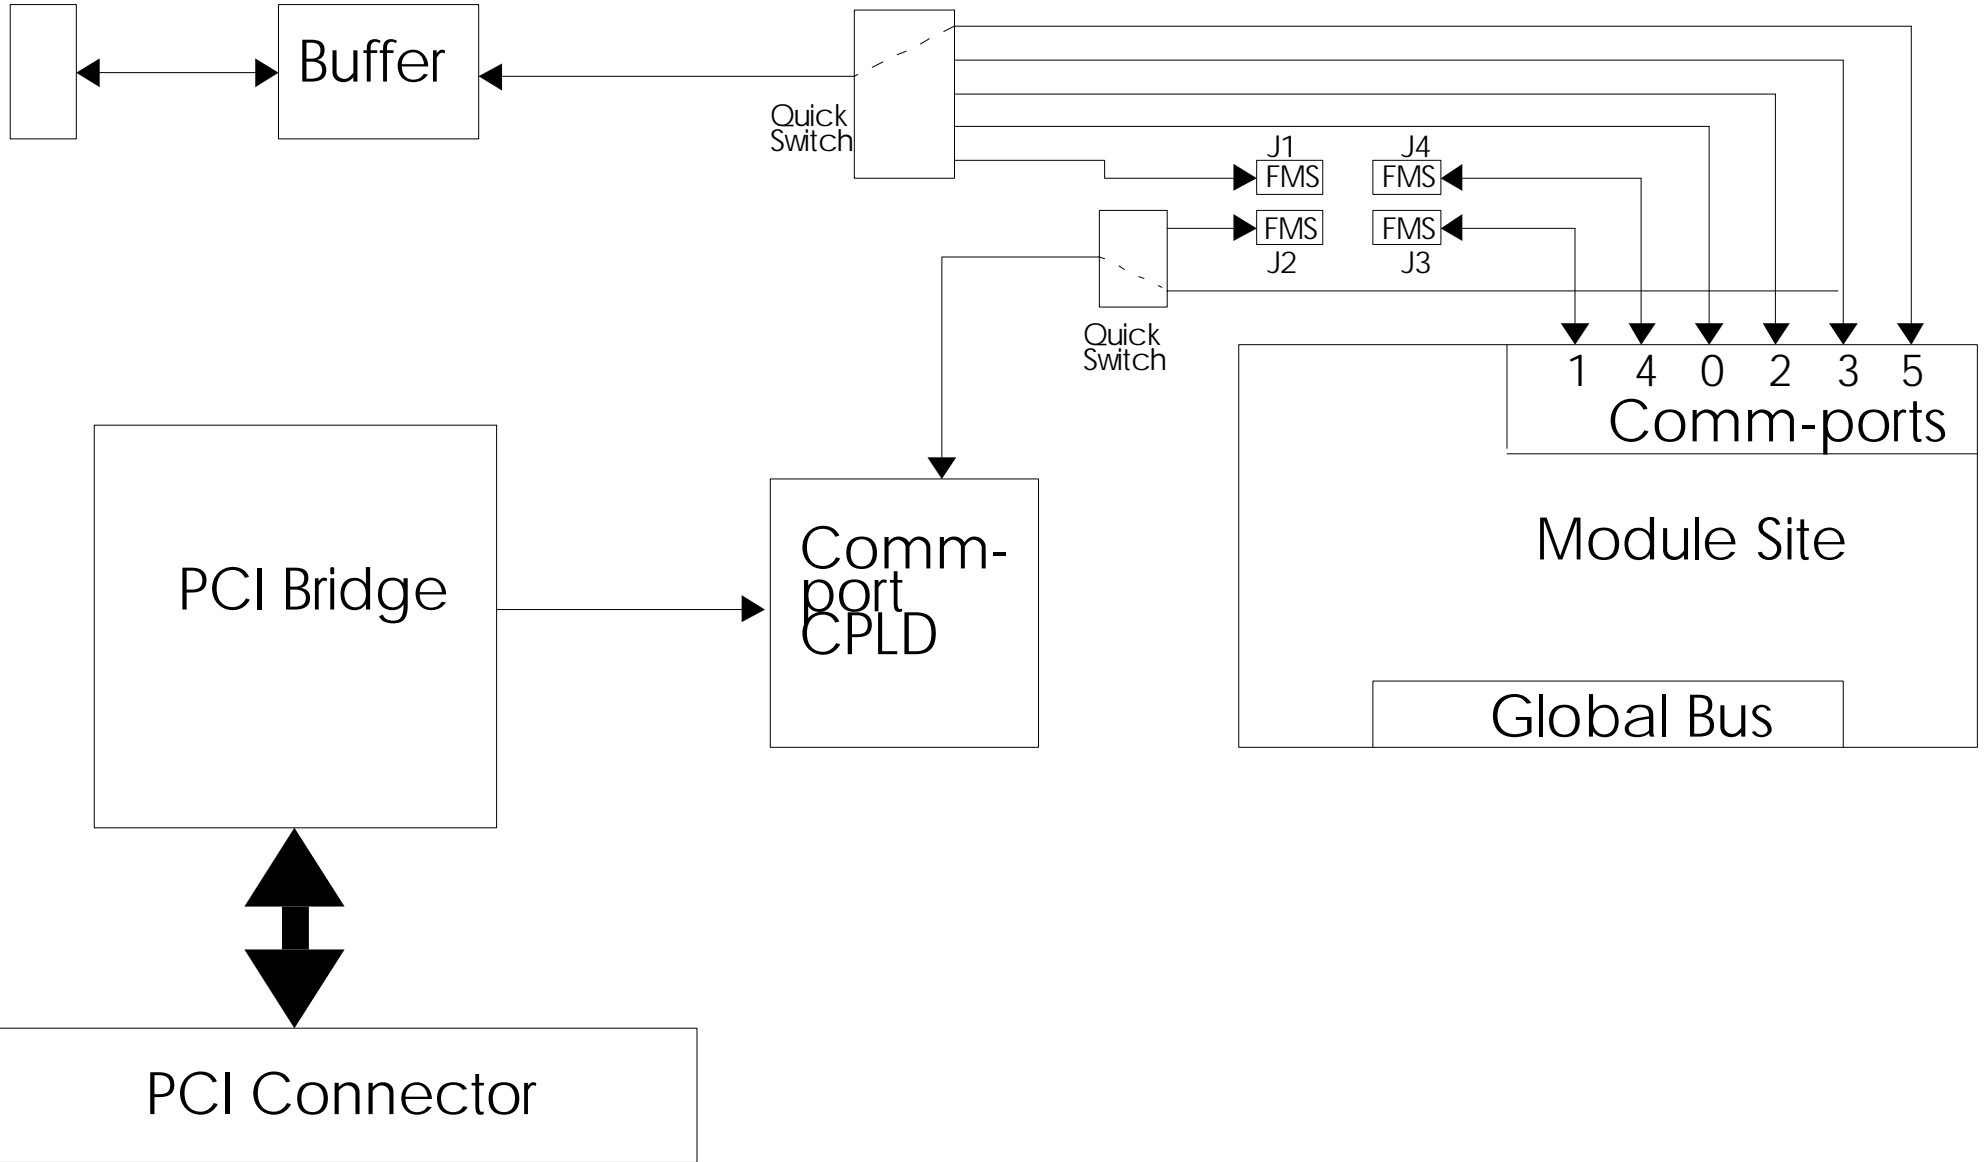 Buffer
Quick
Switch
J1
J4
FMS
FMS
FMS
FMS
J2
J3
Quick
Switch
1 4 0 2 3 5
Comm-ports
Module Site
Global Bus
PCI Bridge
Comm-
port
CPLD
PCI Connector